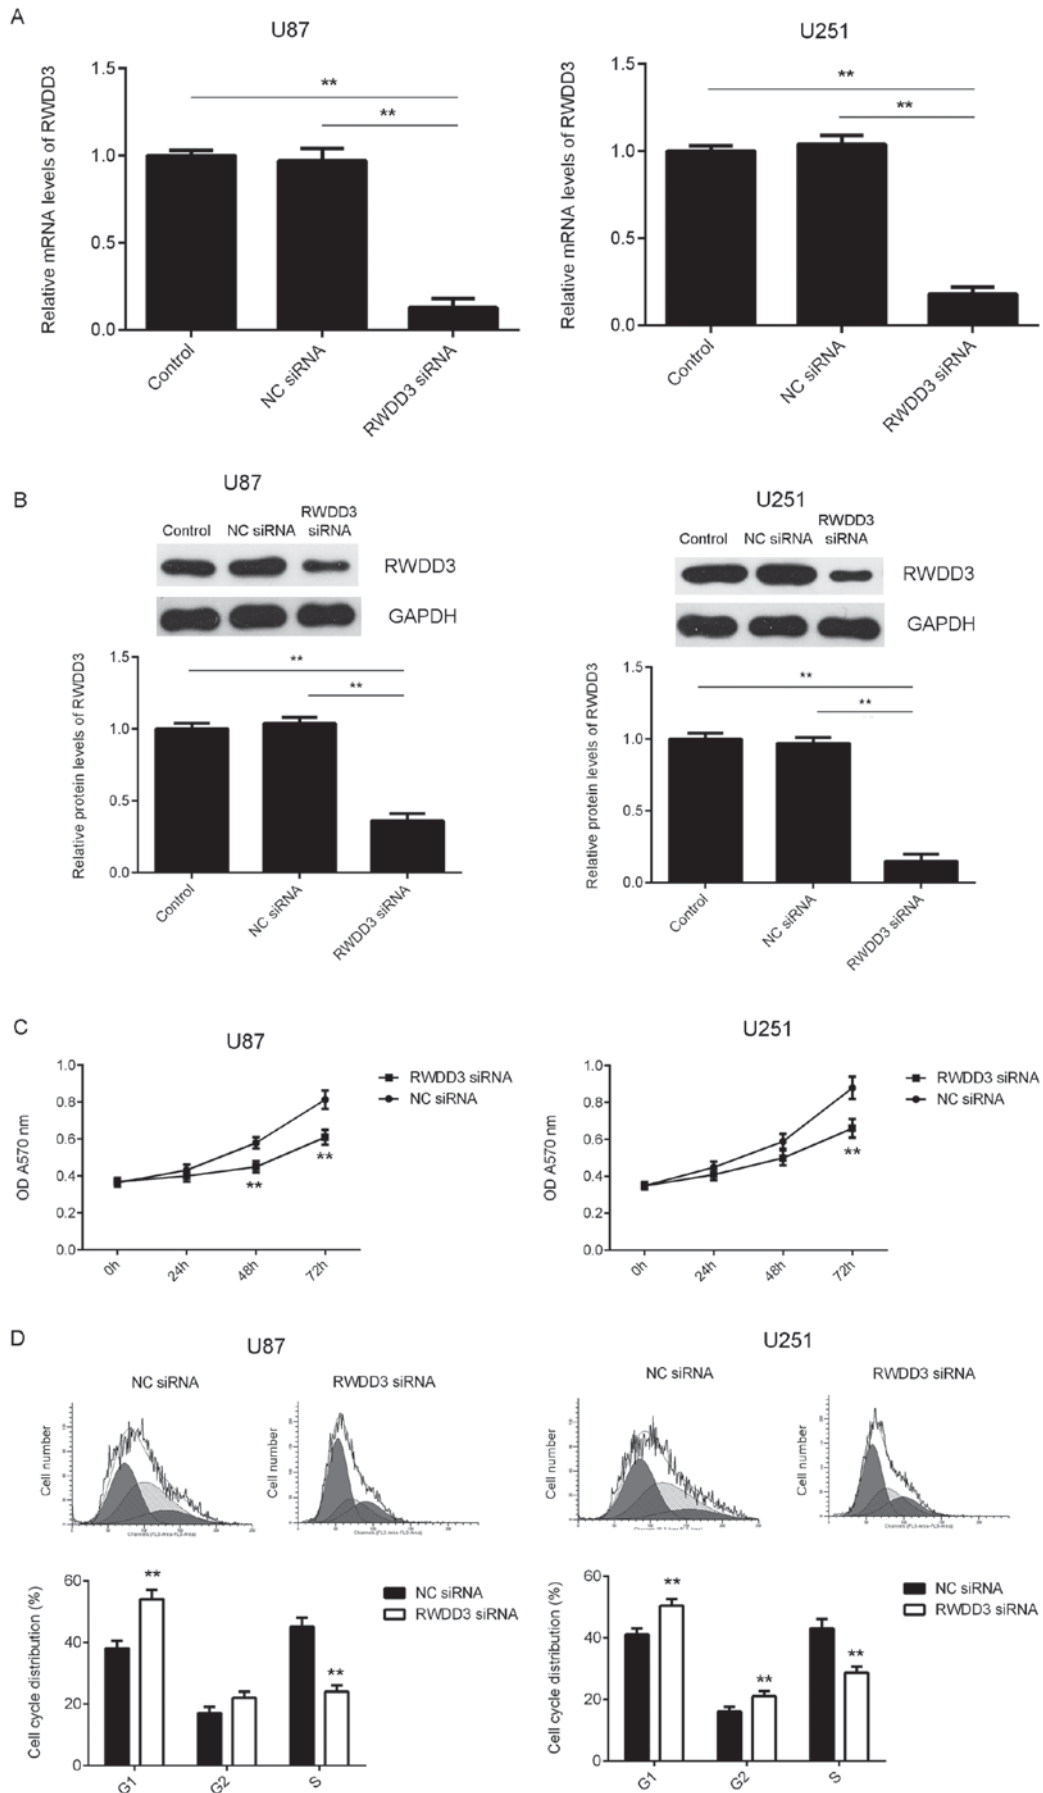 A
U87
U251
Relative mRNA levels of RWDD3
1.5
1.0
0.5
0.0
**
**
Control
NC siRNA
RWDD3 siRNA
Relative mRNA levels of RWDD3
1.5
1.0
0.5
0.0
**
**
Control
NC siRNA
RWDD3 siRNA
B
U87
Control
NC siRNA
RWDD3
siRNA
RWDD3
GAPDH
Relative protein levels of RWDD3
1.5
1.0
0.5
0.0
**
**
Control
NC siRNA
RWDD3 siRNA
U251
Control
NC siRNA
RWDD3
siRNA
RWDD3
GAPDH
Relative protein levels of RWDD3
1.5
1.0
0.5
0.0
**
**
Control
NC siRNA
RWDD3 siRNA
C
U87
OD A570 nm
1.0
0.8
0.6
0.4
0.2
0.0
**
**
0h
24h
48h
72h
RWDD3 siRNA
NC siRNA
U251
OD A570 nm
1.0
0.8
0.6
0.4
0.2
0.0
**
0h
24h
48h
72h
RWDD3 siRNA
NC siRNA
D
U87
NC siRNA
RWDD3 siRNA
Cell number
Cell number
Cell cycle distribution (%)
60
40
20
0
**
**
G1
G2
S
NC siRNA
RWDD3 siRNA
U251
NC siRNA
RWDD3 siRNA
Cell number
Cell number
Cell cycle distribution (%)
60
40
20
0
**
**
**
G1
G2
S
NC siRNA
RWDD3 siRNA